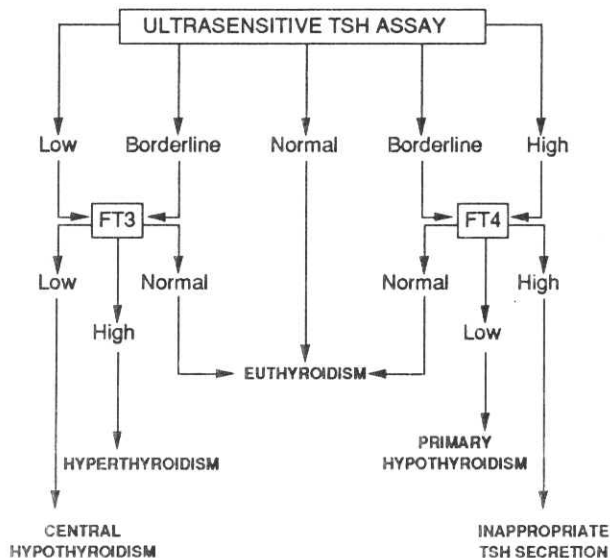 ULTRASENSITIVE TSH ASSAY
Low Borderline Normal Borderline High
FT3 FT4
Low Normal Normal High
High Low
EUTHYROIDISM
HYPERTHYROIDISM
PRIMARY
HYPOTHYROIDISM
CENTRAL
HYPOTHYROIDISM
INAPPROPRIATE
TSH SECRETION